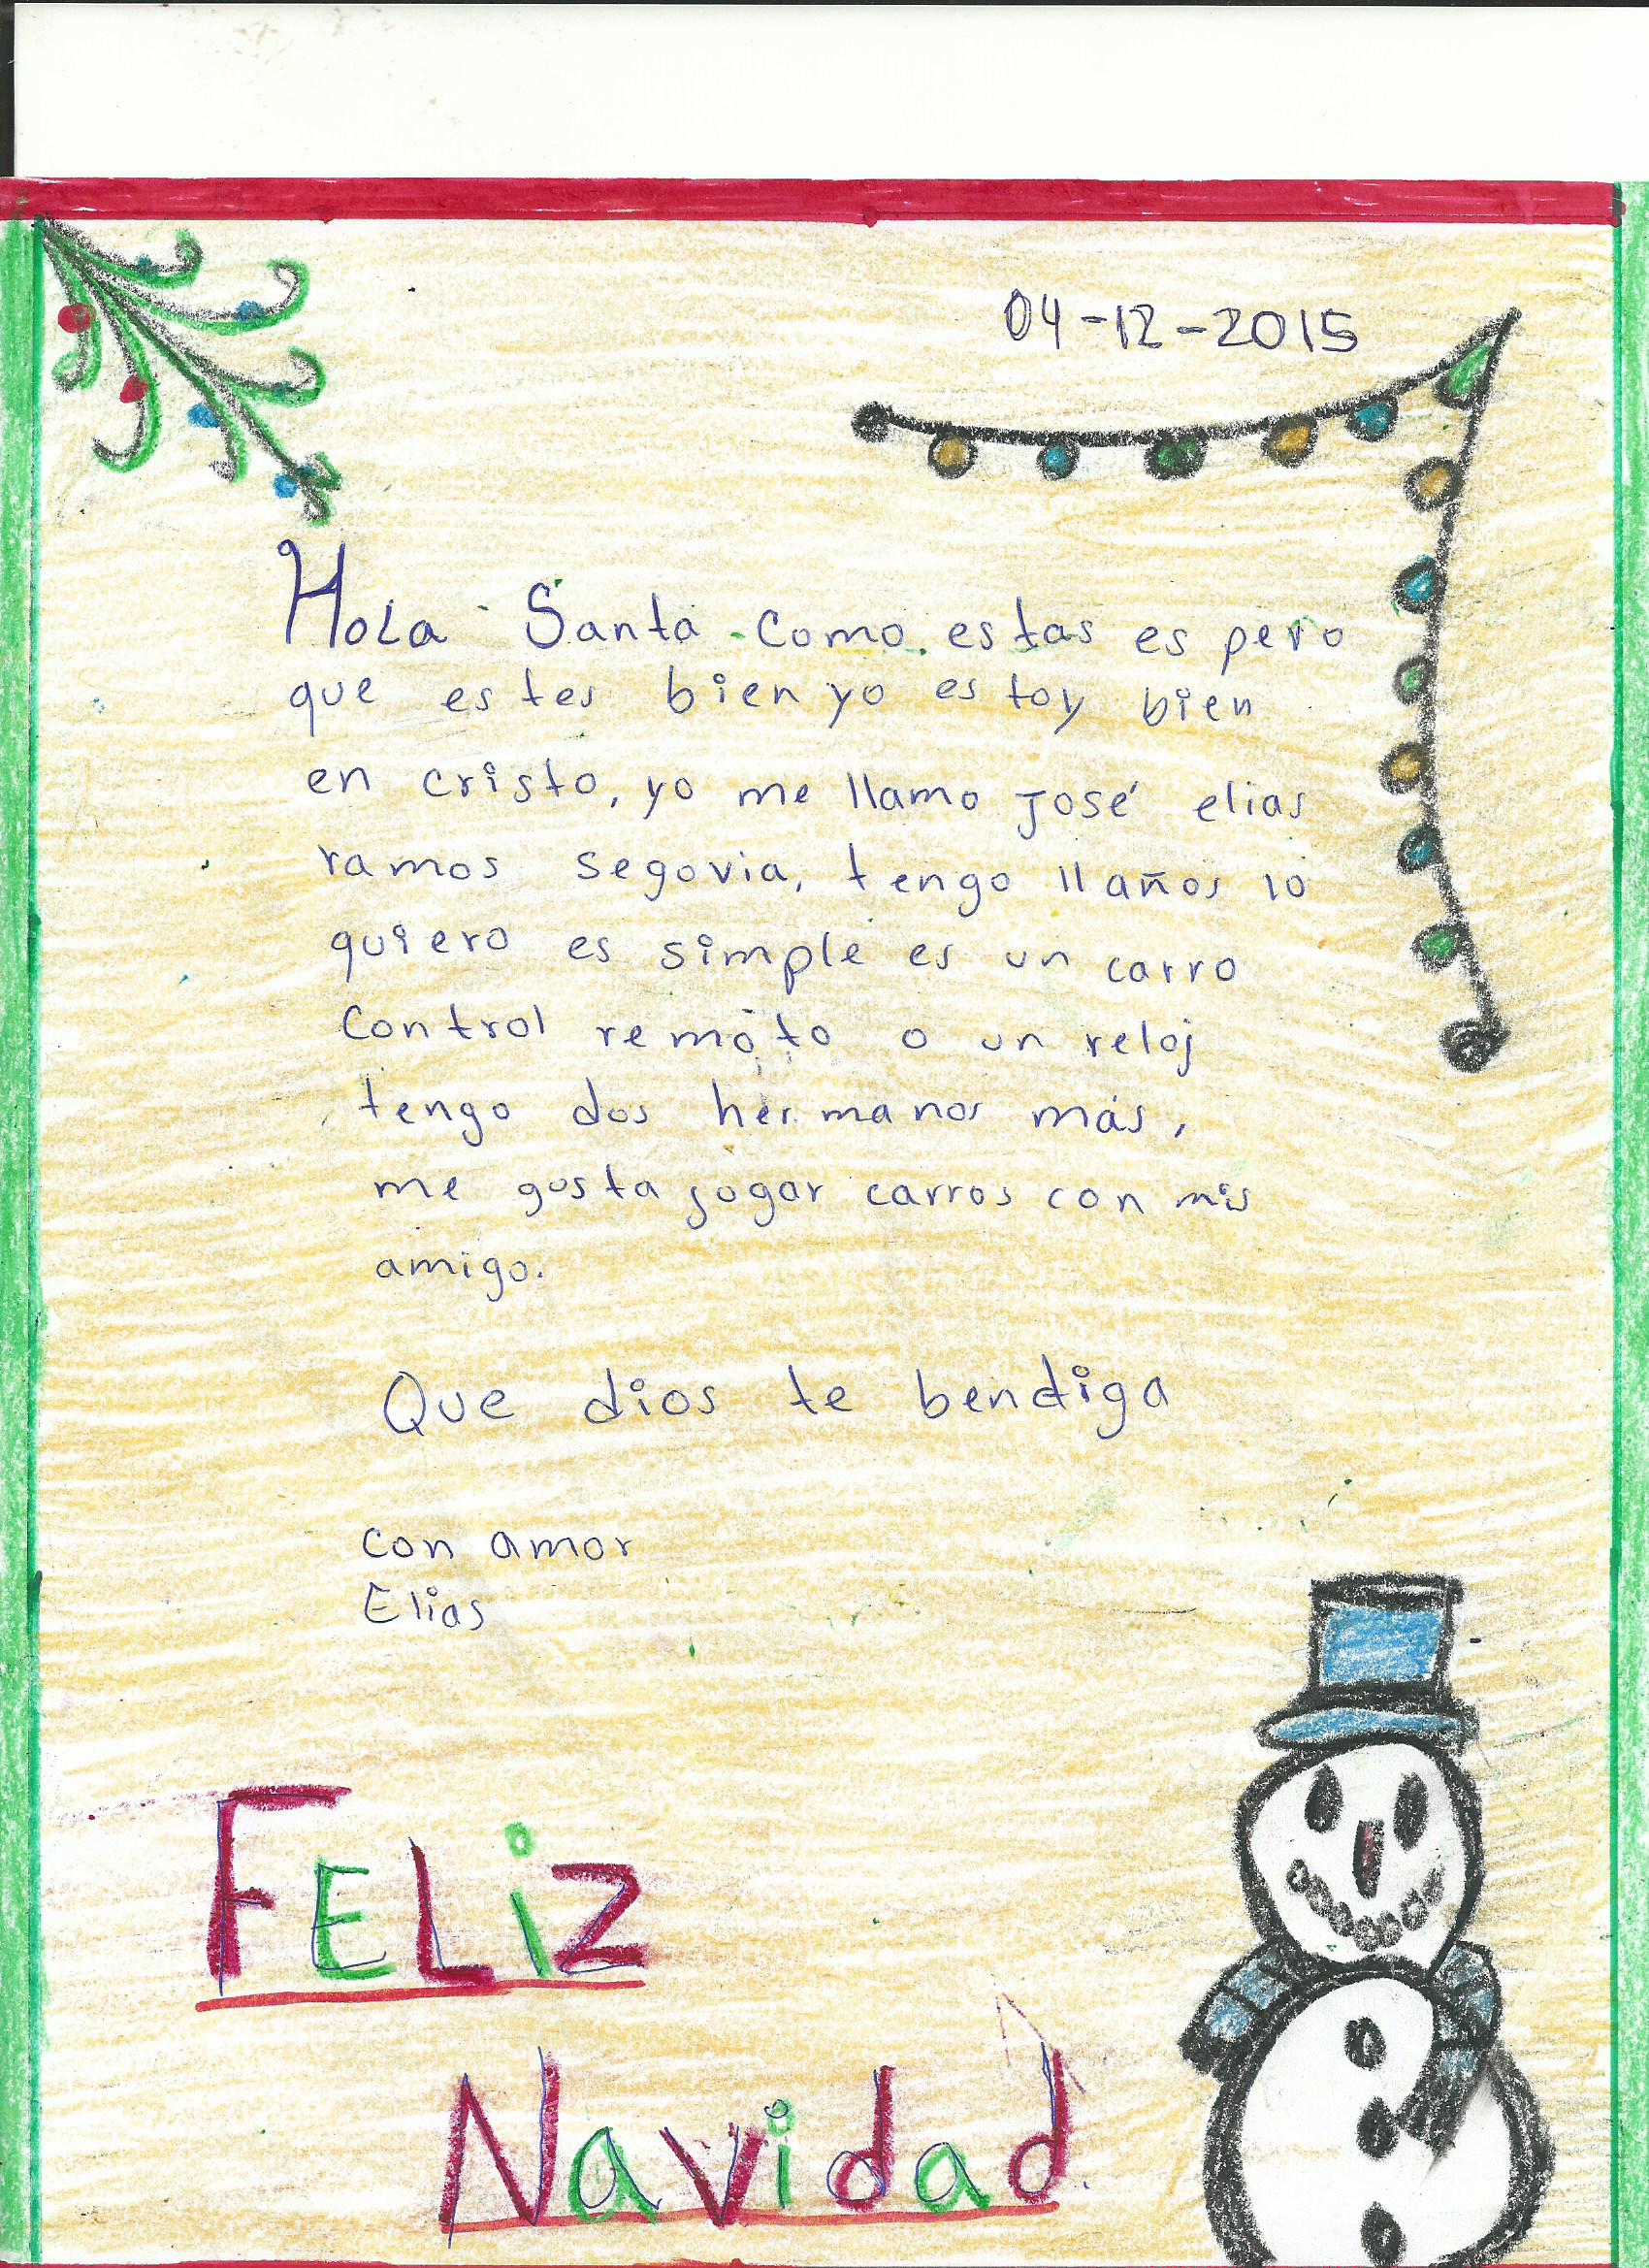 04-12-2015
Hola Santa como estas es pero
que estes bien yo estoy bien
en cristo, yo me llamo José elias
ramos segovia, tengo 11 años lo
quiero es simple es un carro
Control remoto o un reloj
tengo dos hermanos más,
me gusta jogar carros con mis
amigo.
Que dios te bendiga
con amor
Elias
FELiz
Navidad.